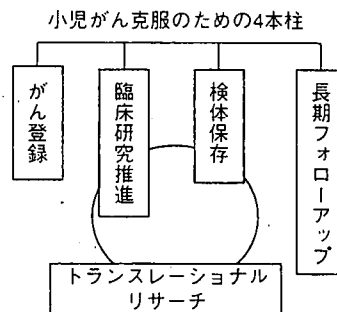 小児がん克服のための4本柱
がん登録
臨床研究推進
検体保存
長期フォローアップ
トランスレーショナル
リサーチ